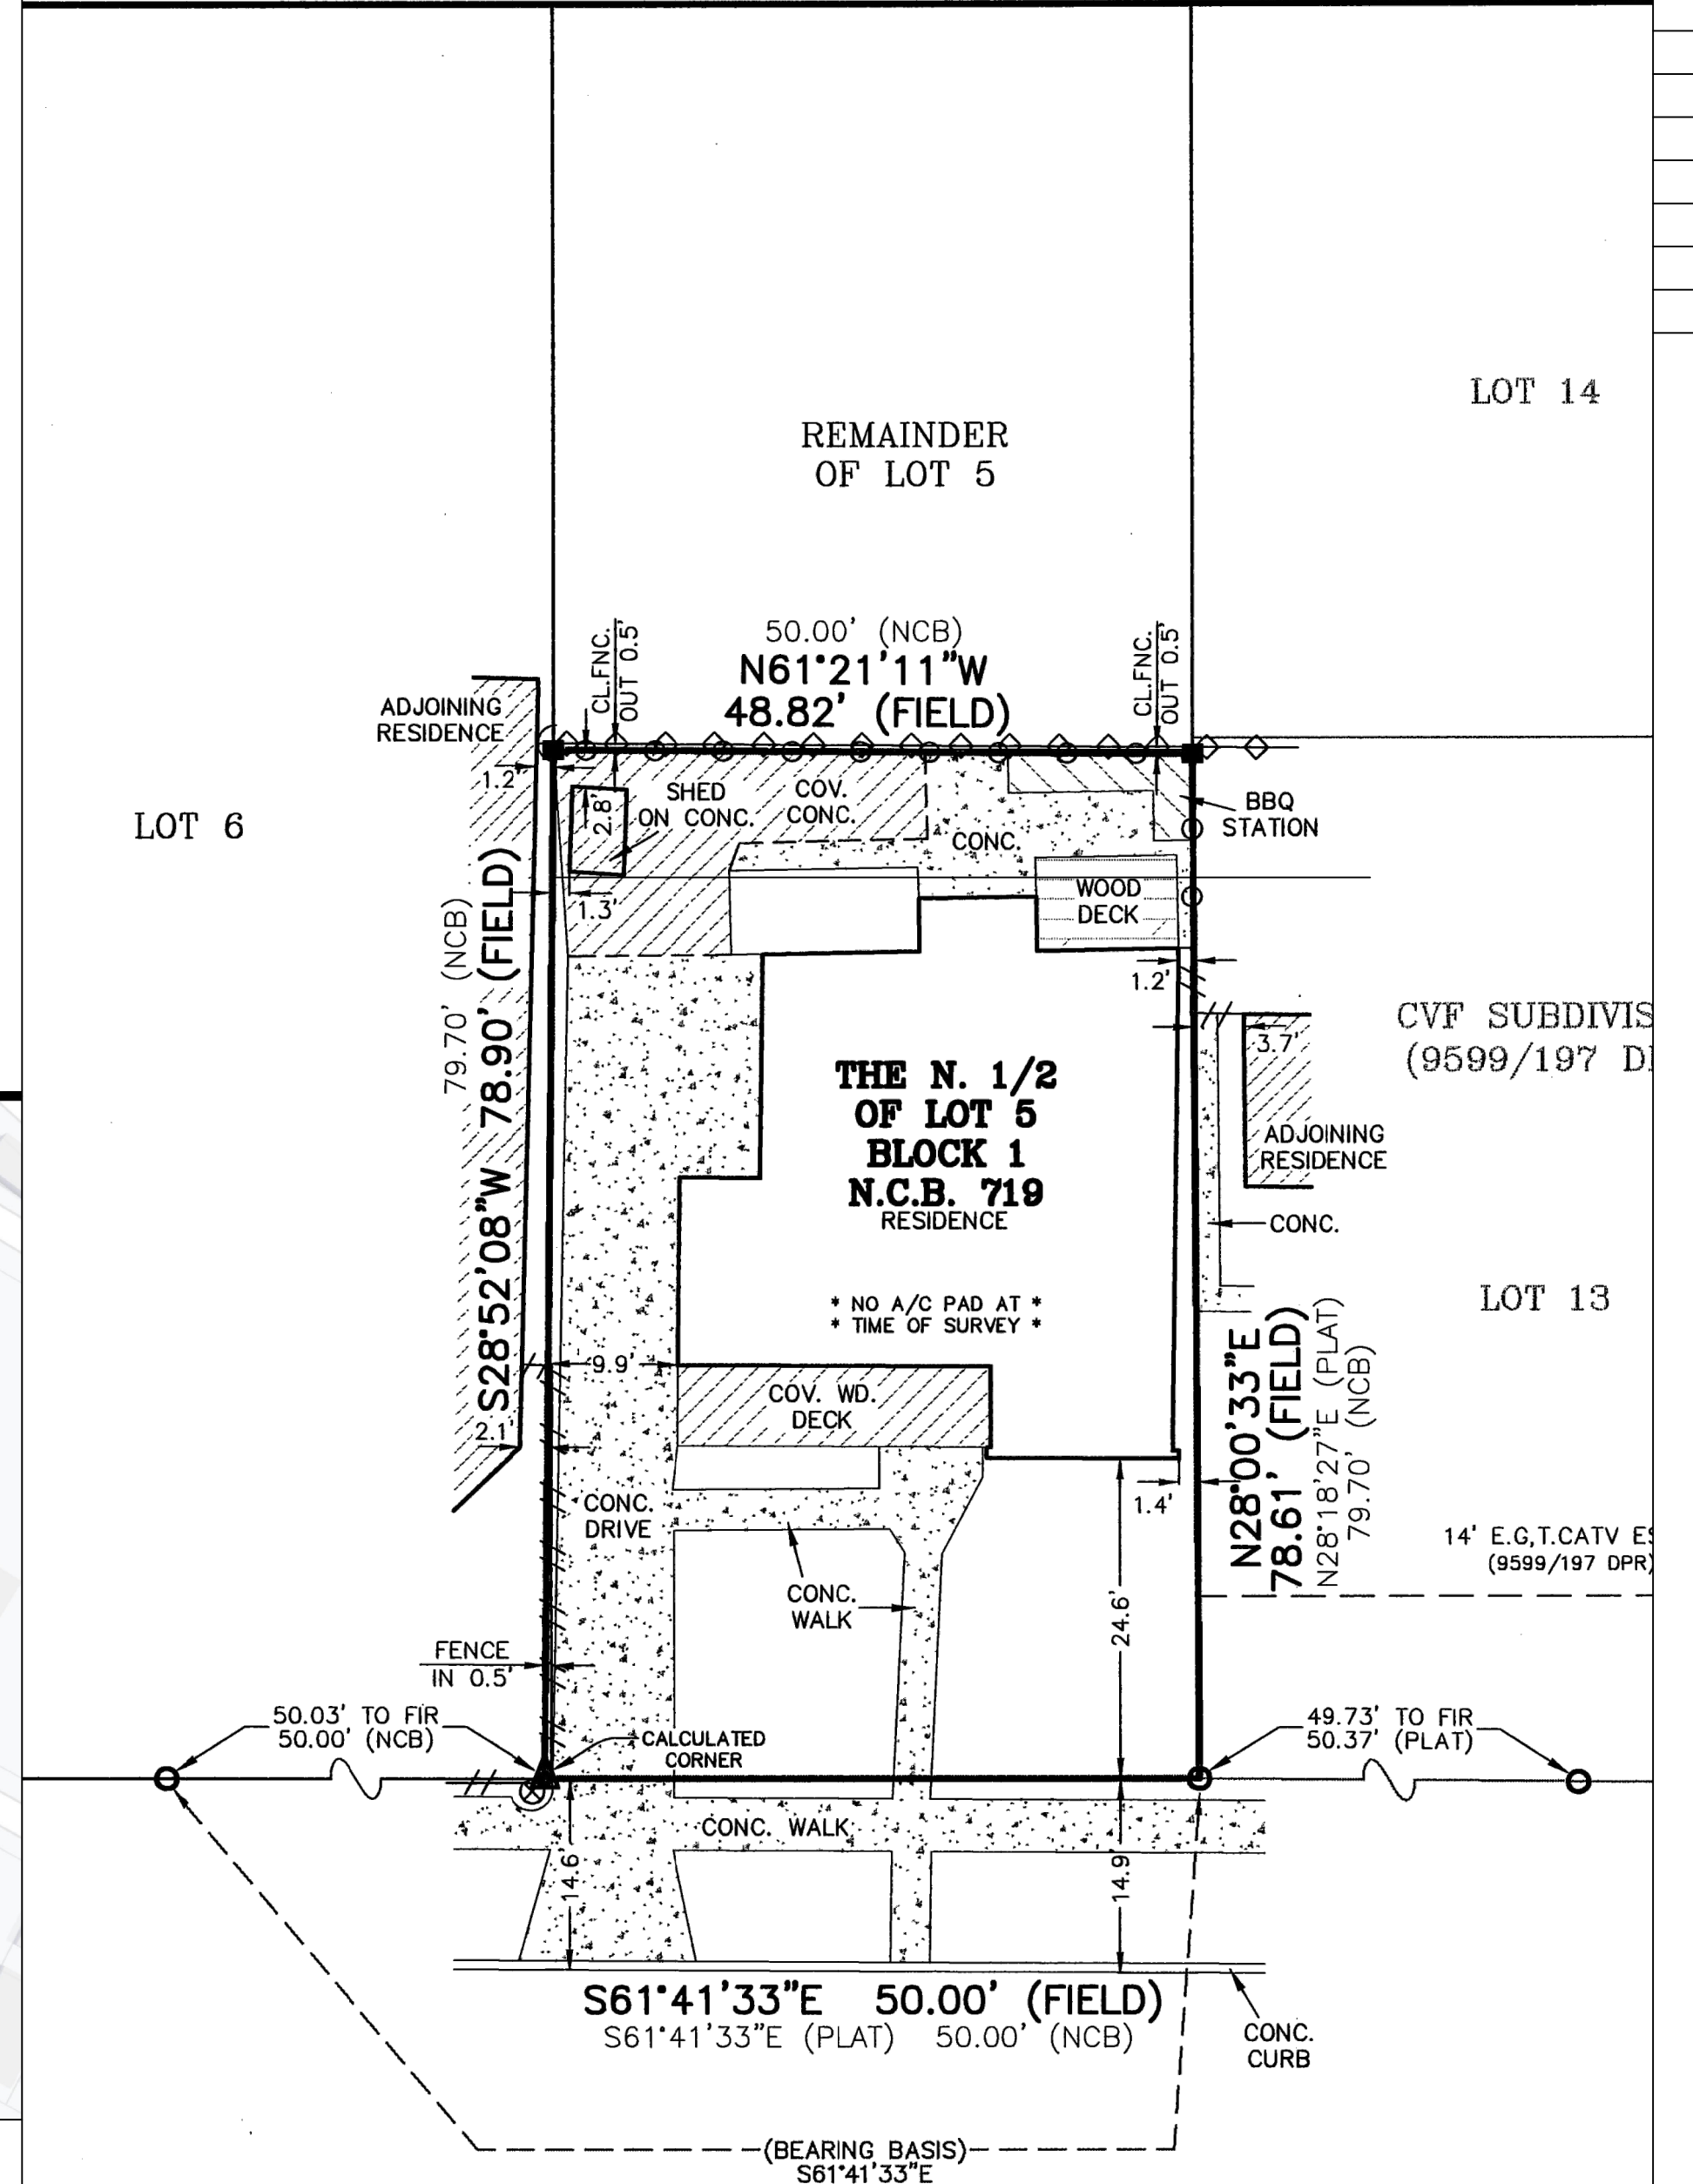 LOT 14
REMAINDER
OF LOT 5
CL.FNC.
OUT 0.5'
50.00' (NCB)
N61°21'11"W
48.82' (FIELD)
CL.FNC.
OUT 0.5'
ADJOINING
RESIDENCE
1.2'
LOT 6
2.8'
SHED
ON CONC.
COV.
CONC.
CONC.
BBQ
STATION
WOOD
DECK
1.3'
1.2'
79.70' (NCB)
S28°52'08"W 78.90' (FIELD)
3.7'
CVF SUBDIVIS
(9599/197 D
THE N. 1/2
OF LOT 5
BLOCK 1
N.C.B. 719
RESIDENCE
ADJOINING
RESIDENCE
CONC.
* NO A/C PAD AT *
* TIME OF SURVEY *
LOT 13
N28°00'33"E
78.61' (FIELD)
N28°18'27"E (PLAT)
79.70' (NCB)
9.9'
COV. WD.
DECK
2.1'
CONC.
DRIVE
1.4'
14' E.G,T.CATV ES
(9599/197 DPR)
CONC.
WALK
24.6'
FENCE
IN 0.5'
50.03' TO FIR
50.00' (NCB)
CALCULATED
CORNER
49.73' TO FIR
50.37' (PLAT)
CONC. WALK
14.6'
14.9'
S61°41'33"E 50.00' (FIELD)
S61°41'33"E (PLAT) 50.00' (NCB)
CONC.
CURB
(BEARING BASIS)
S61°41'33"E